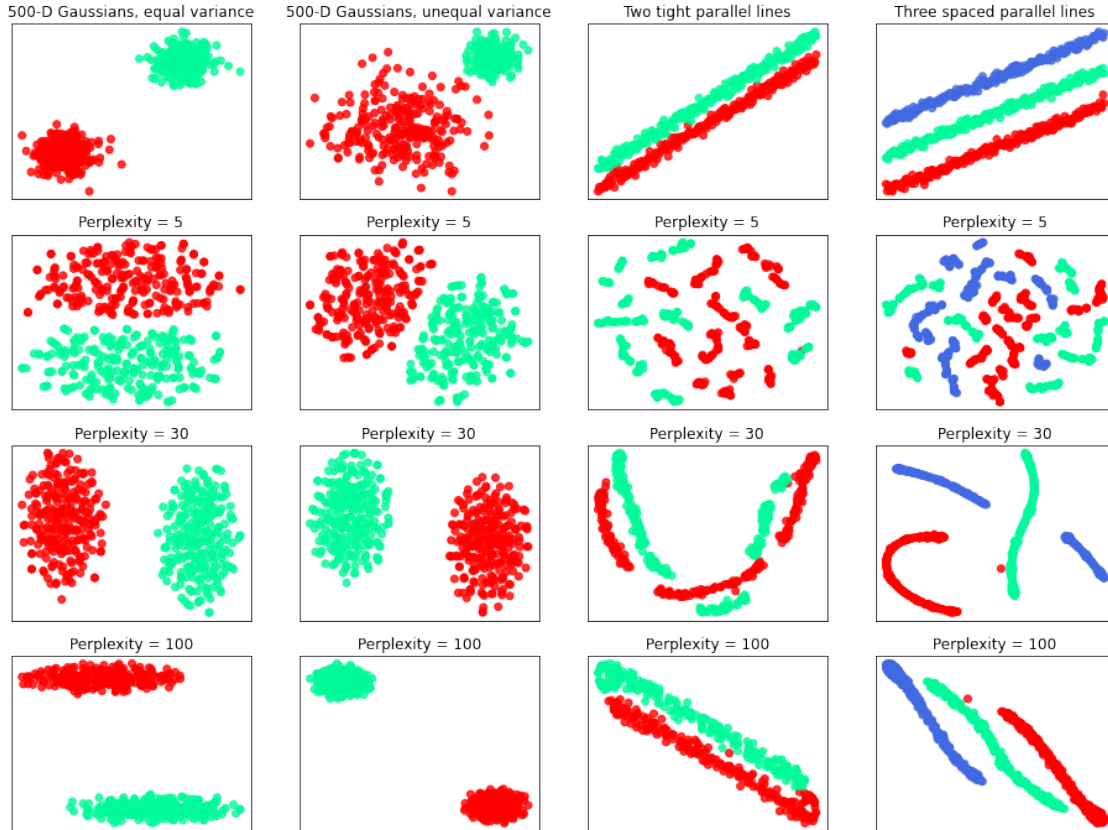 500-D Gaussians, equal variance
500-D Gaussians, unequal variance
Two tight parallel lines
Three spaced parallel lines
Perplexity = 5
Perplexity = 5
Perplexity = 5
Perplexity = 5
Perplexity = 30
Perplexity = 30
Perplexity = 30
Perplexity = 30
Perplexity = 100
Perplexity = 100
Perplexity = 100
Perplexity = 100